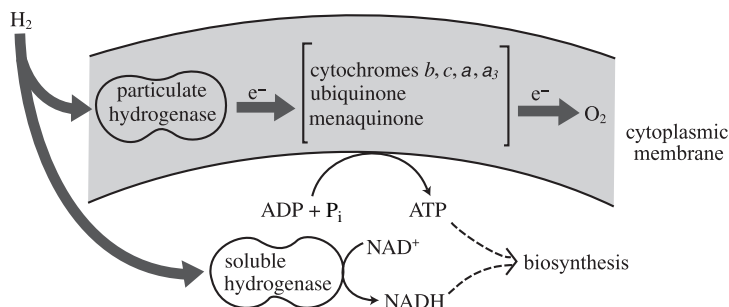 H₂
particulate
hydrogenase
e⁻
cytochromes b, c, a, a₃
ubiquinone
menaquinone
e⁻
O₂
cytoplasmic
membrane
ADP + Pᵢ
ATP
soluble
hydrogenase
NAD⁺
NADH
biosynthesis